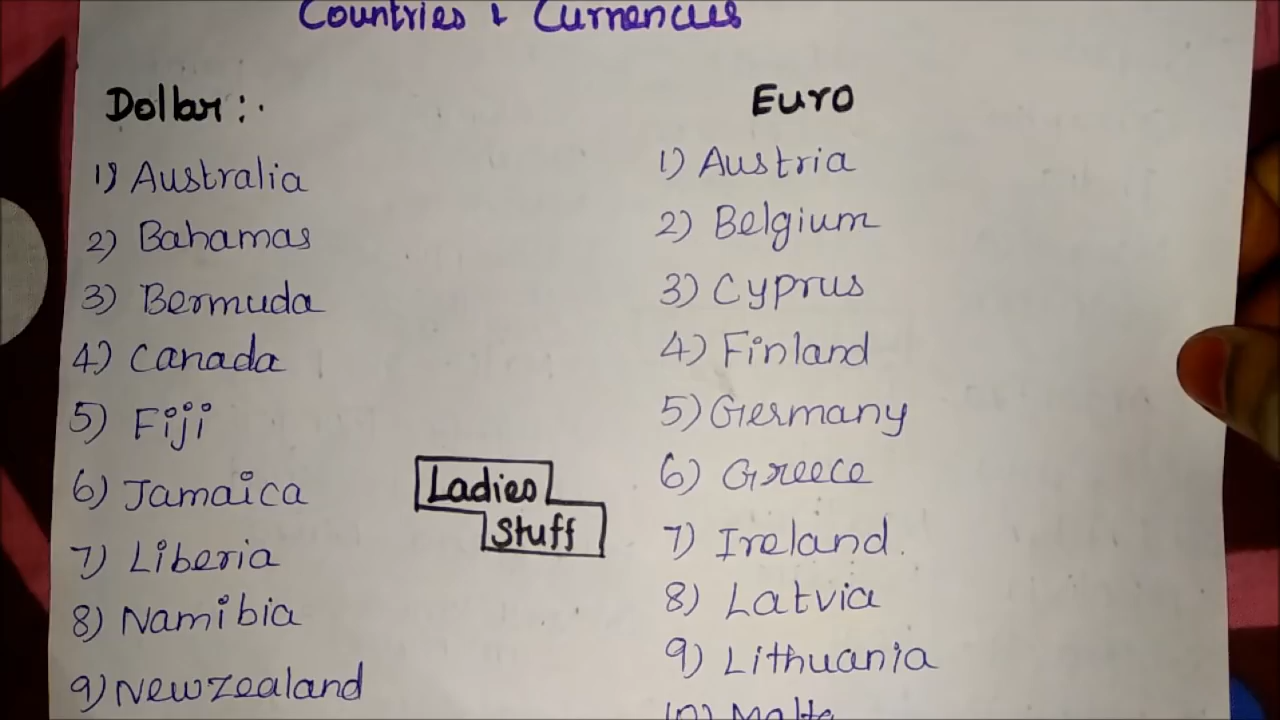 Countries & Currencies
Dollar :.
1) Australia
2) Bahamas
3) Bermuda
4) Canada
5) Fiji
6) Jamaica
7) Liberia
8) Namibia
9) Newzealand
Ladies
Stuff
Euro
1) Austria
2) Belgium
3) Cyprus
4) Finland
5) Germany
6) Greece
7) Ireland.
8) Latvia
9) Lithuania
10) Malta